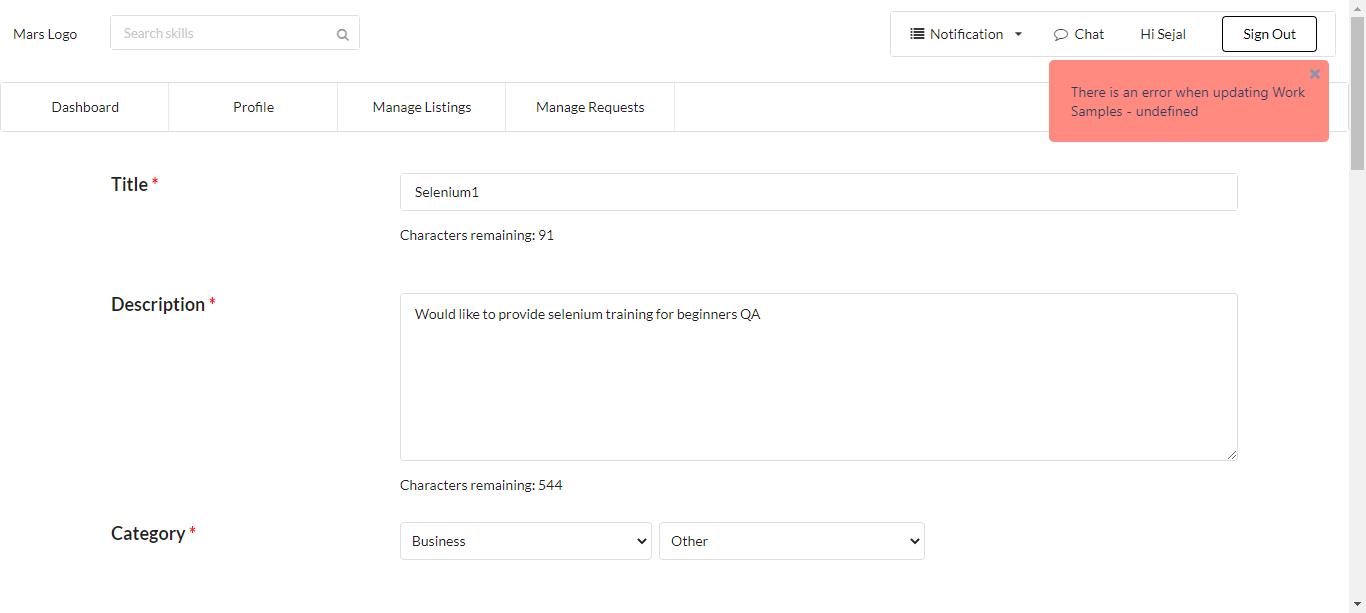 Mars Logo
Search skills
Notification
Chat
Hi Sejal
Sign Out
Dashboard
Profile
Manage Listings
Manage Requests
There is an error when updating Work
Samples - undefined
Title *
Selenium1
Characters remaining: 91
Description *
Would like to provide selenium training for beginners QA
Characters remaining: 544
Category *
Business
Other